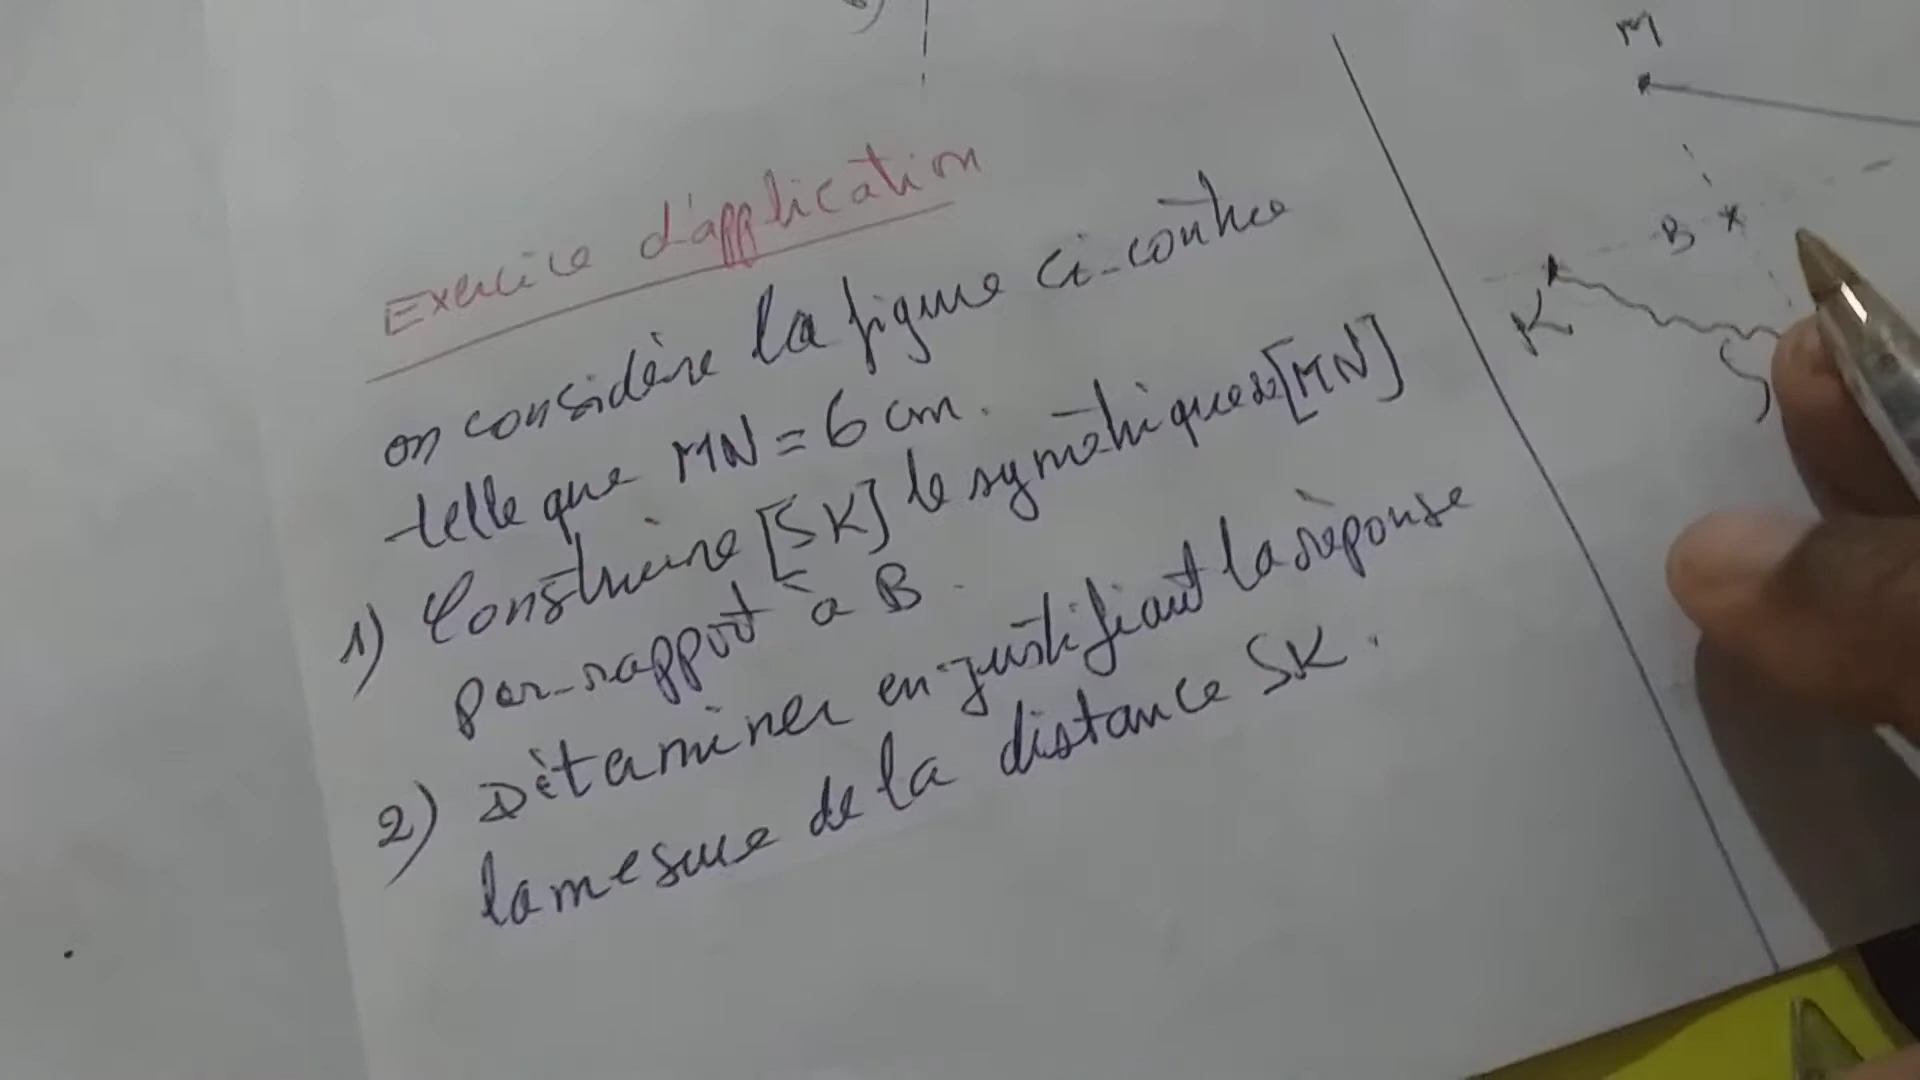 Exercice d'application
on considère la figure ci-contre
telle que MN = 6 cm.
1) Construire [SK] le symétrique de [MN]
par-rapport à B.
2) Déterminer en-justifiant la réponse
la mesure de la distance SK.
M
B
K
S